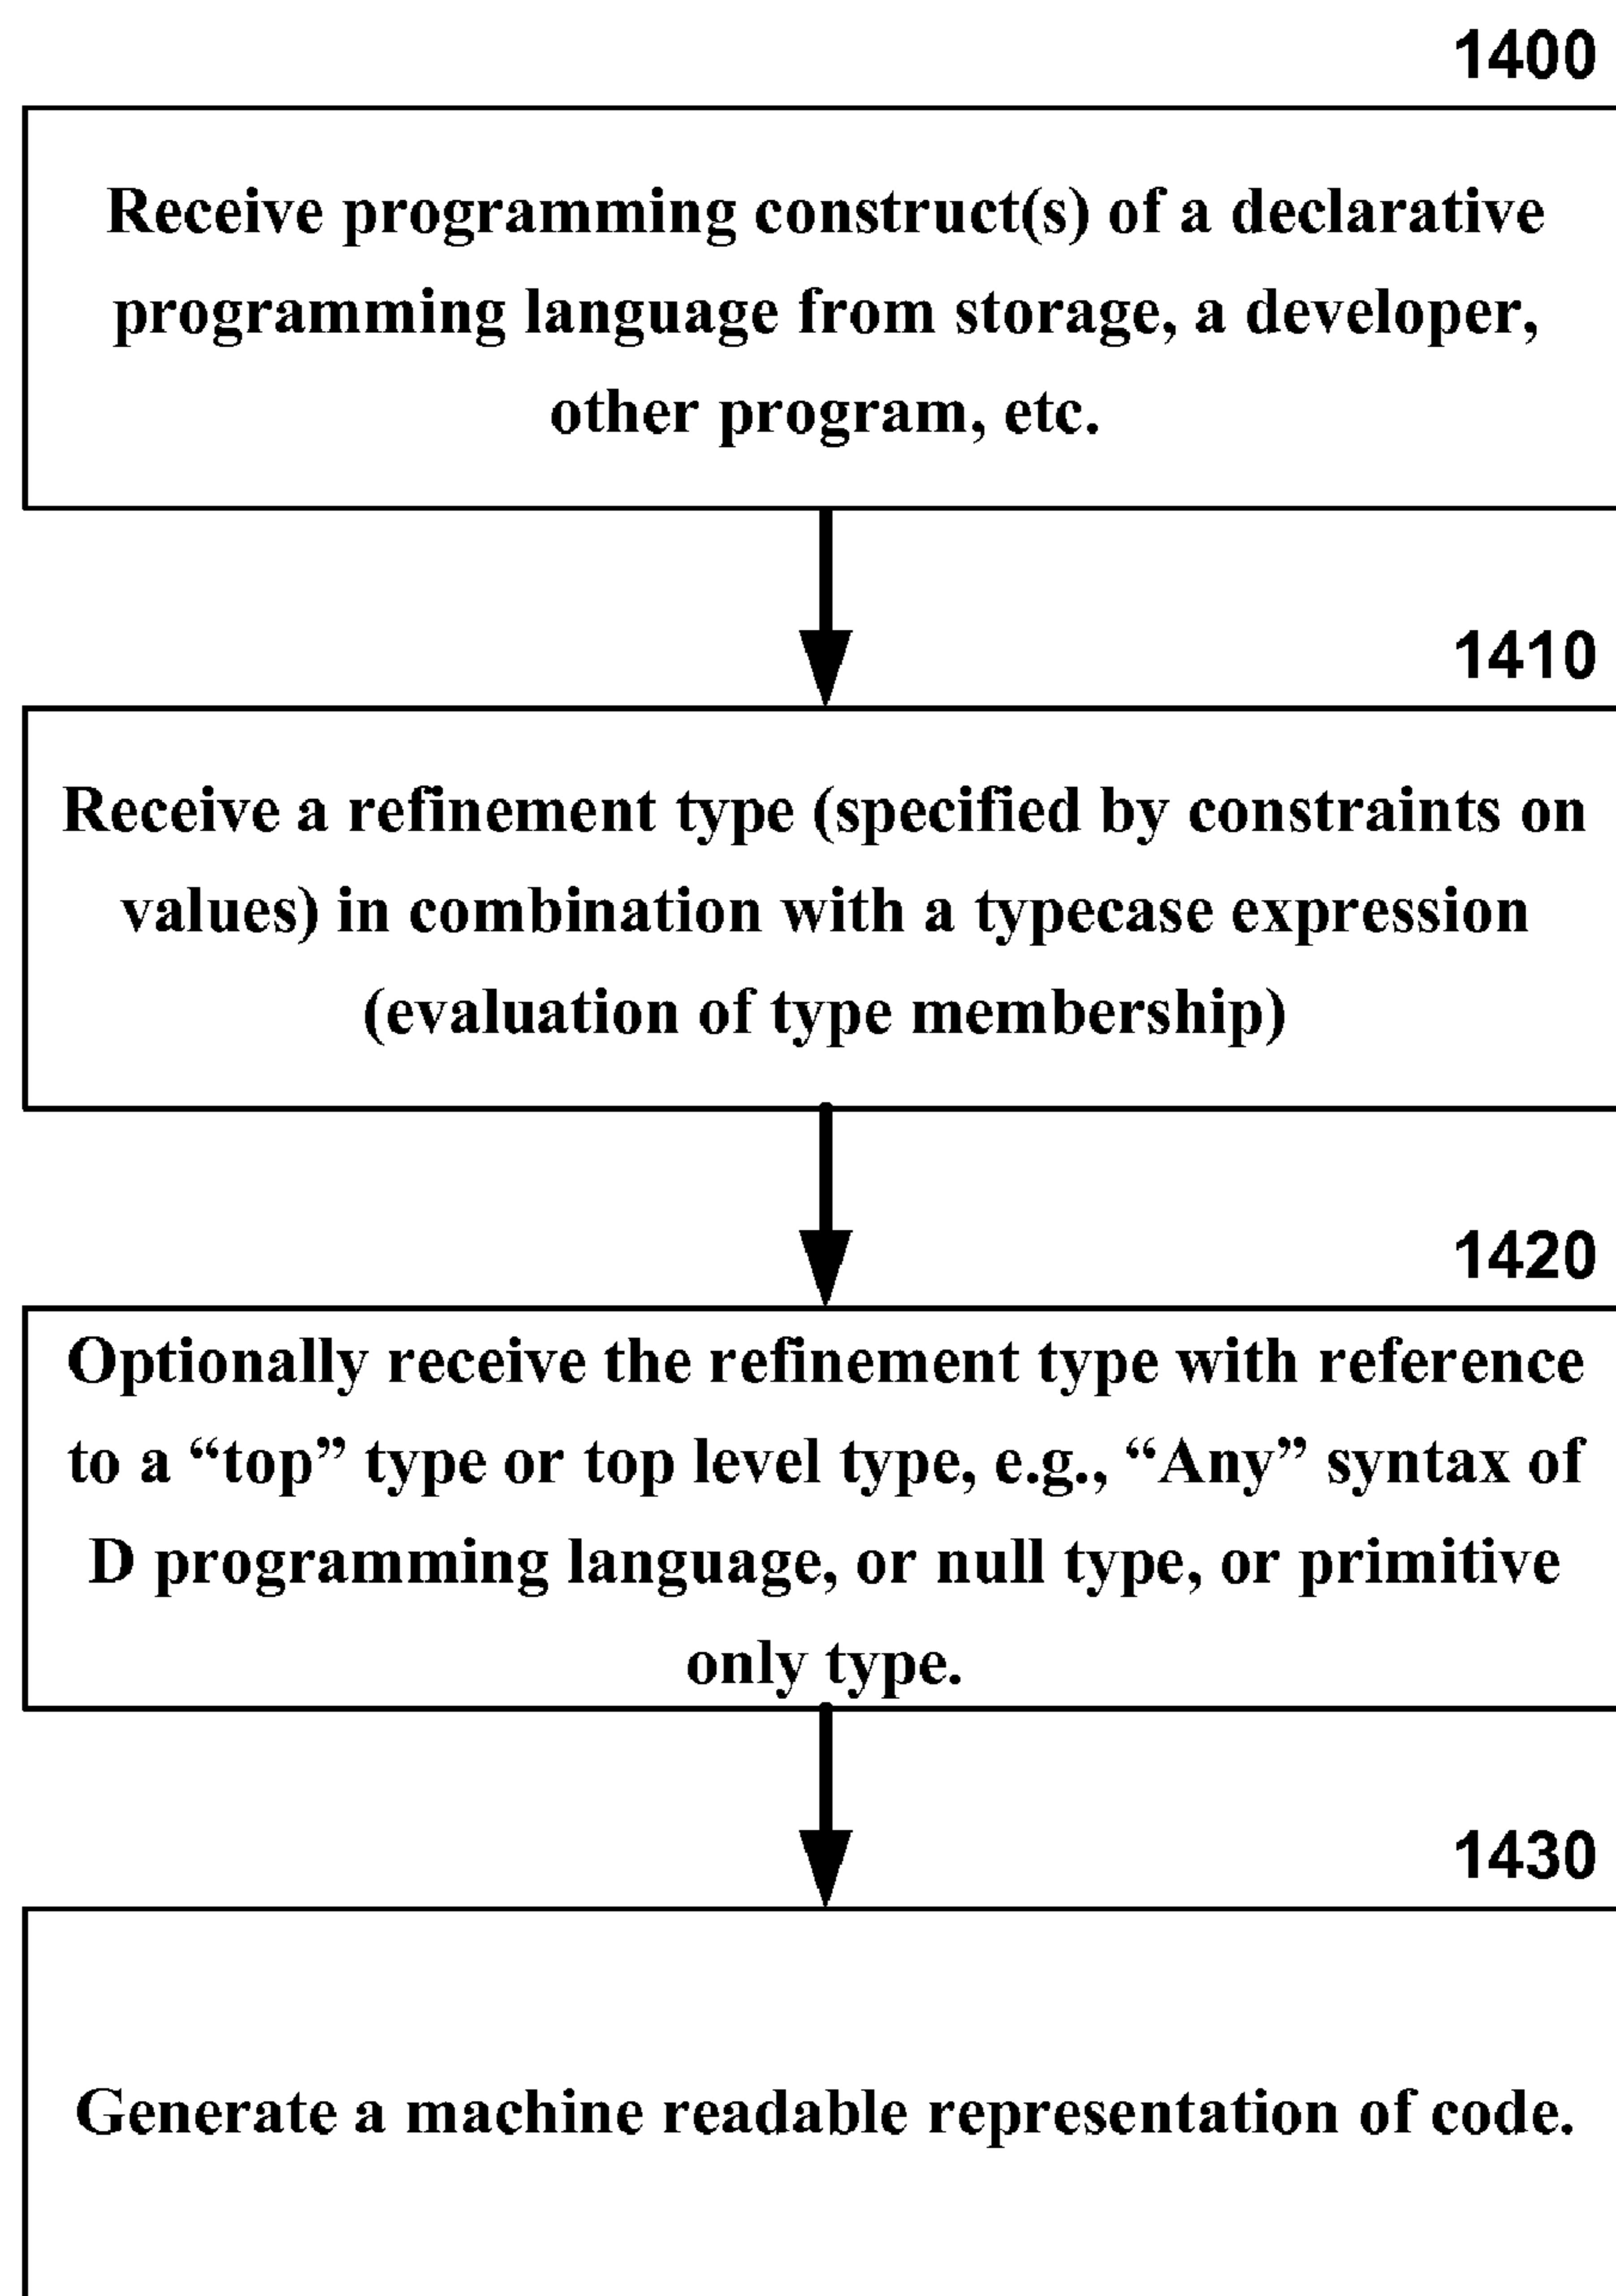 1400
Receive programming construct(s) of a declarative
programming language from storage, a developer,
other program, etc.
1410
Receive a refinement type (specified by constraints on
values) in combination with a typecase expression
(evaluation of type membership)
1420
Optionally receive the refinement type with reference
to a “top” type or top level type, e.g., “Any” syntax of
D programming language, or null type, or primitive
only type.
1430
Generate a machine readable representation of code.